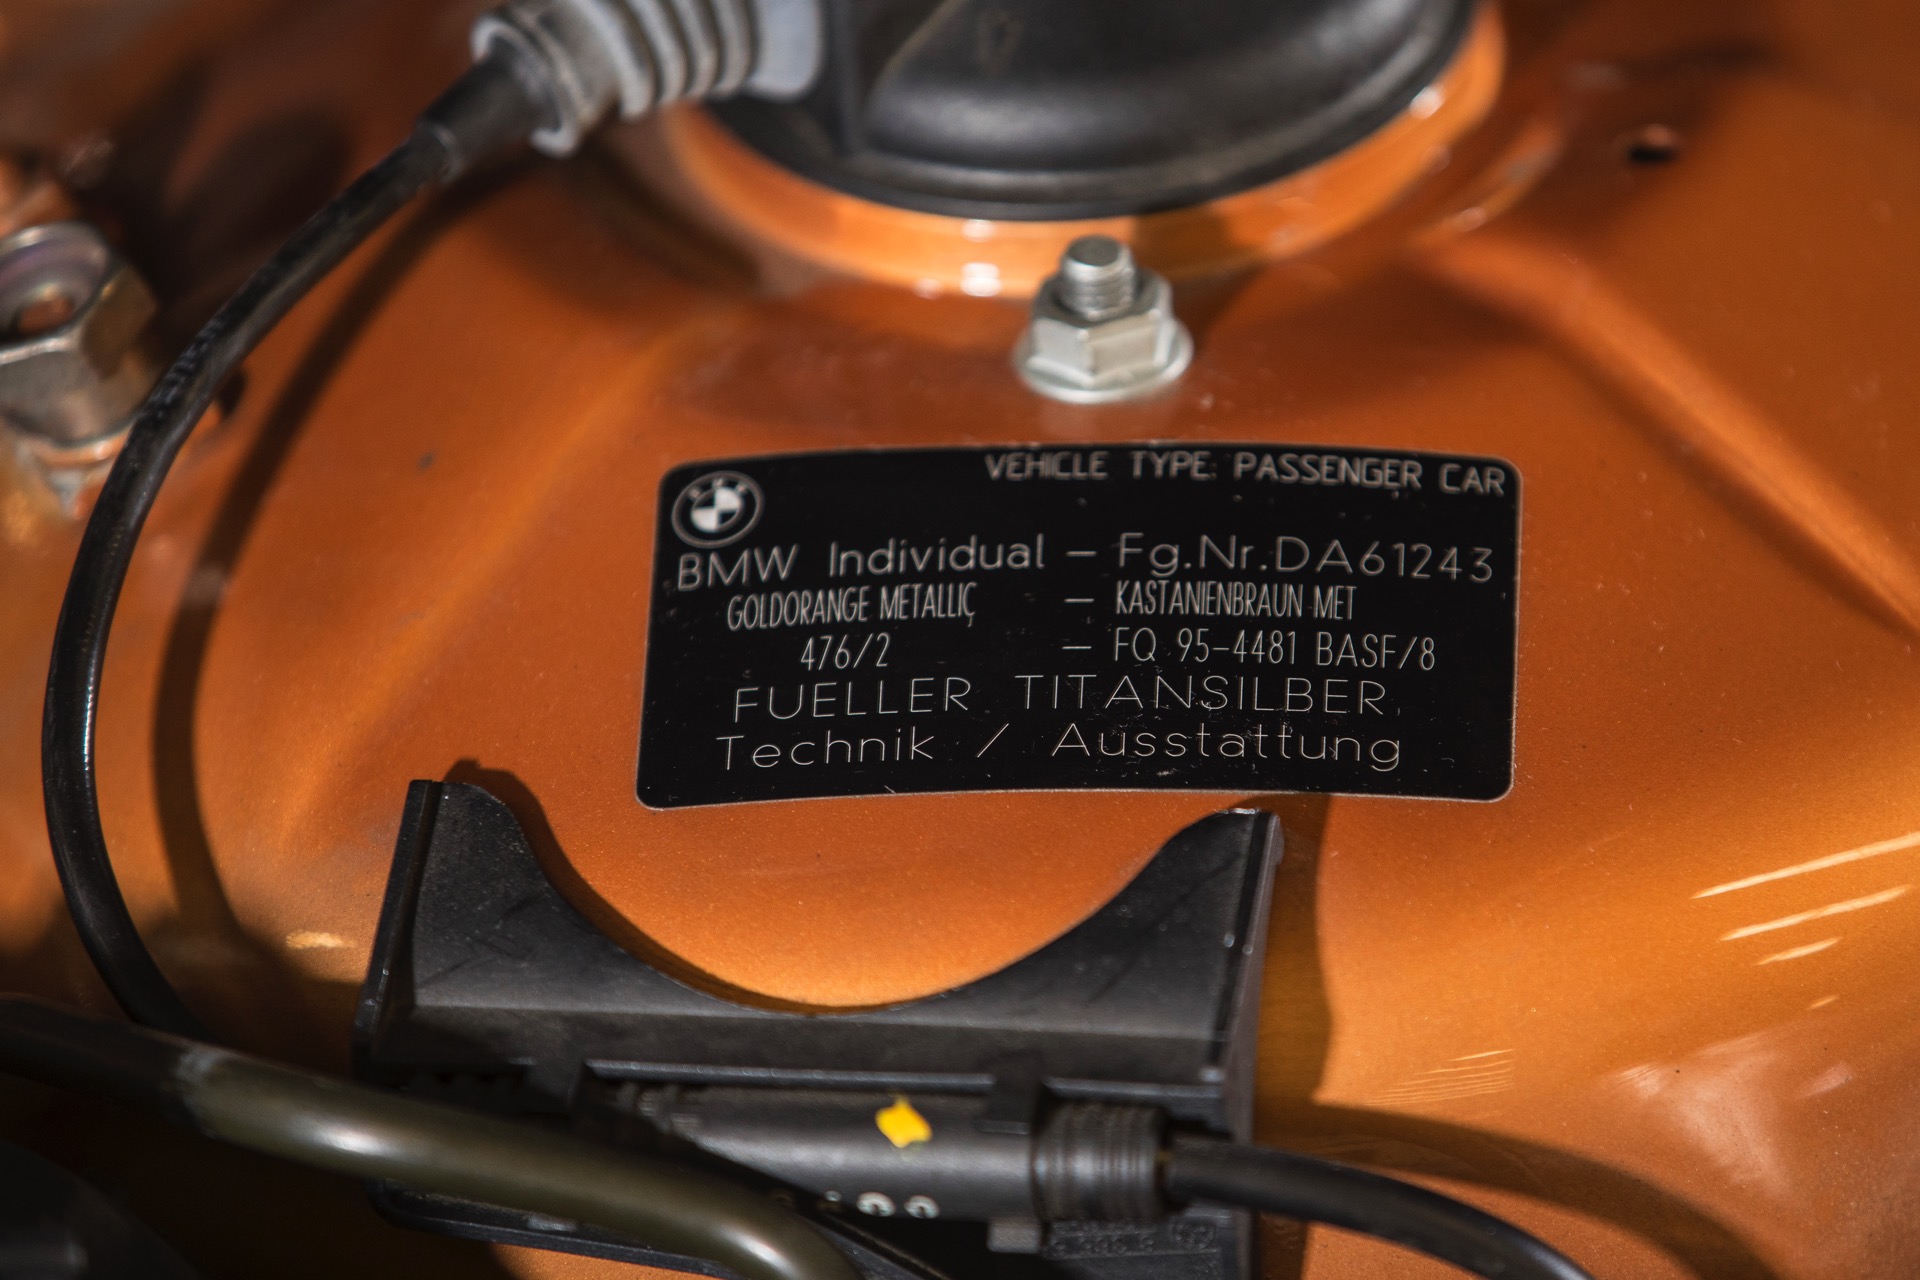 VEHICLE TYPE: PASSENGER CAR
BMW
BMW Individual – Fg.Nr.DA61243
GOLDORANGE METALLIÇ – KASTANIENBRAUN MET
476/2 – FQ 95-4481 BASF/8
FUELLER TITANSILBER
Technik / Ausstattung